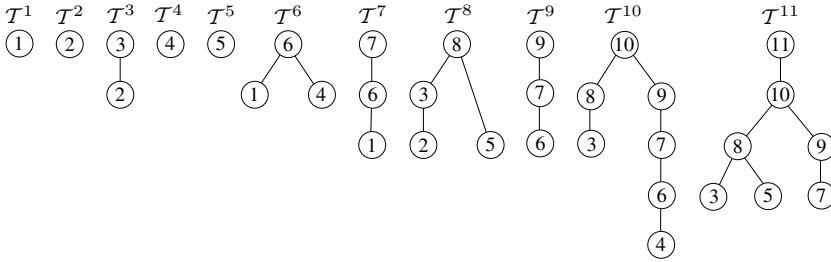 𝒯¹ 𝒯² 𝒯³ 𝒯⁴ 𝒯⁵ 𝒯⁶ 𝒯⁷ 𝒯⁸ 𝒯⁹ 𝒯¹⁰ 𝒯¹¹
1 2 3 4 5 6 7 8 9 10 11
2 1 4 6 3 7 8 9 10
1 2 5 6 3 7 8 9
6 3 5 7
4